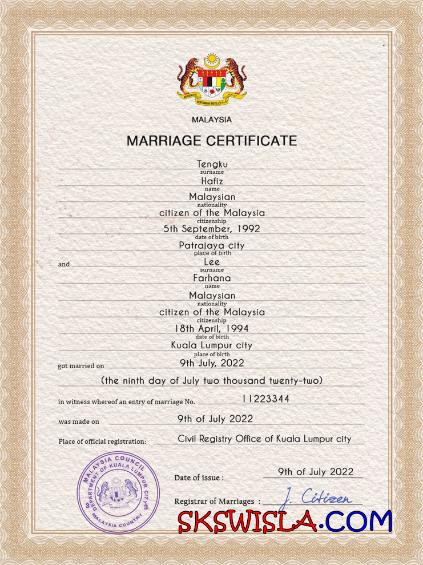 MALAYSIA
MARRIAGE CERTIFICATE
Tengku
surname
Hafiz
name
Malaysian
nationality
citizen of the Malaysia
citizenship
5th September, 1992
date of birth
Patrajaya city
place of birth
and Lee
surname
Farhana
name
Malaysian
nationality
citizen of the Malaysia
citizenship
18th April, 1994
date of birth
Kuala Lumpur city
place of birth
got married on 9th July, 2022
(the ninth day of July two thousand twenty-two)
in witness whereof an entry of marriage No. 11223344
was made on 9th of July 2022
Place of official registration: Civil Registry Office of Kuala Lumpur city
MALAYSIA COUNCIL
DEPARTMENT OF KUALA LUMPUR CITY
MALAYSIA COUNTRY
Date of issue : 9th of July 2022
Registrar of Marriages : J. Citizen
SKSWISLA.COM